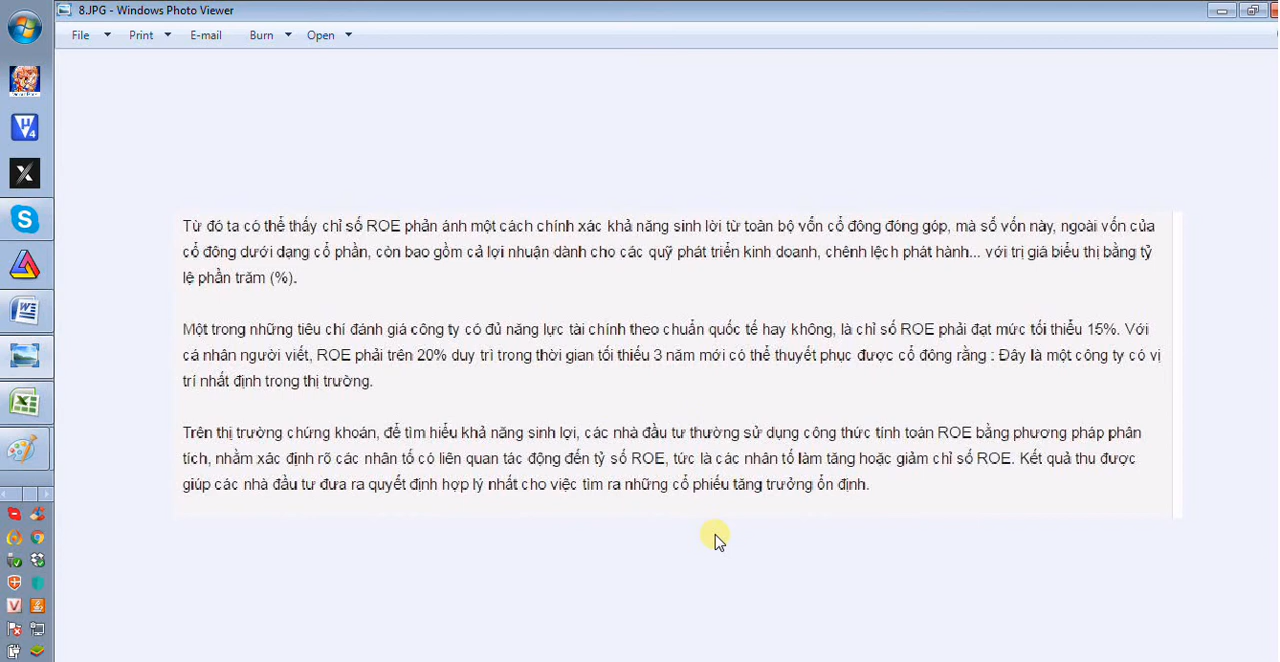 8.JPG - Windows Photo Viewer
File Print E-mail Burn Open
Từ đó ta có thể thấy chỉ số ROE phản ánh một cách chính xác khả năng sinh lời từ toàn bộ vốn cổ đông đóng góp, mà số vốn này, ngoài vốn của
cổ đông dưới dạng cổ phần, còn bao gồm cả lợi nhuận dành cho các quỹ phát triển kinh doanh, chênh lệch phát hành... với trị giá biểu thị bằng tỷ
lệ phần trăm (%).
Một trong những tiêu chí đánh giá công ty có đủ năng lực tài chính theo chuẩn quốc tế hay không, là chỉ số ROE phải đạt mức tối thiểu 15%. Với
cá nhân người viết, ROE phải trên 20% duy trì trong thời gian tối thiểu 3 năm mới có thể thuyết phục được cổ đông rằng : Đây là một công ty có vị
trí nhất định trong thị trường.
Trên thị trường chứng khoán, để tìm hiểu khả năng sinh lợi, các nhà đầu tư thường sử dụng công thức tính toán ROE bằng phương pháp phân
tích, nhằm xác định rõ các nhân tố có liên quan tác động đến tỷ số ROE, tức là các nhân tố làm tăng hoặc giảm chỉ số ROE. Kết quả thu được
giúp các nhà đầu tư đưa ra quyết định hợp lý nhất cho việc tìm ra những cổ phiếu tăng trưởng ổn định.